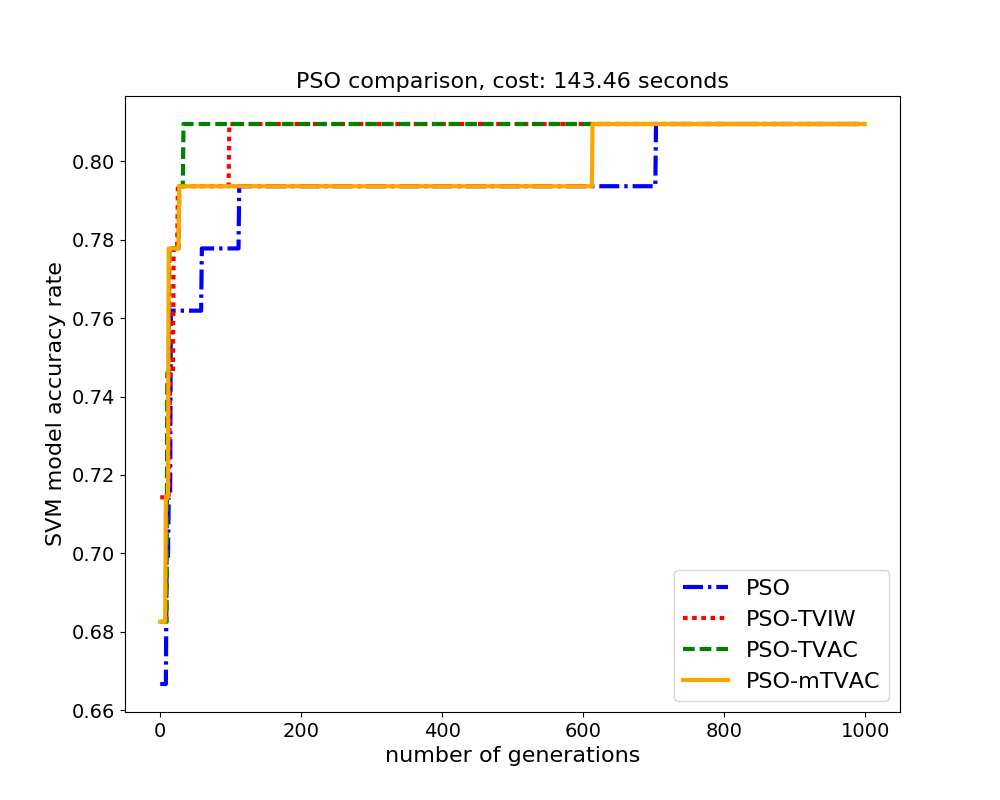 PSO comparison, cost: 143.46 seconds
SVM model accuracy rate
0.80
0.78
0.76
0.74
0.72
0.70
0.68
0.66
0 200 400 600 800 1000
number of generations
PSO
PSO-TVIW
PSO-TVAC
PSO-mTVAC